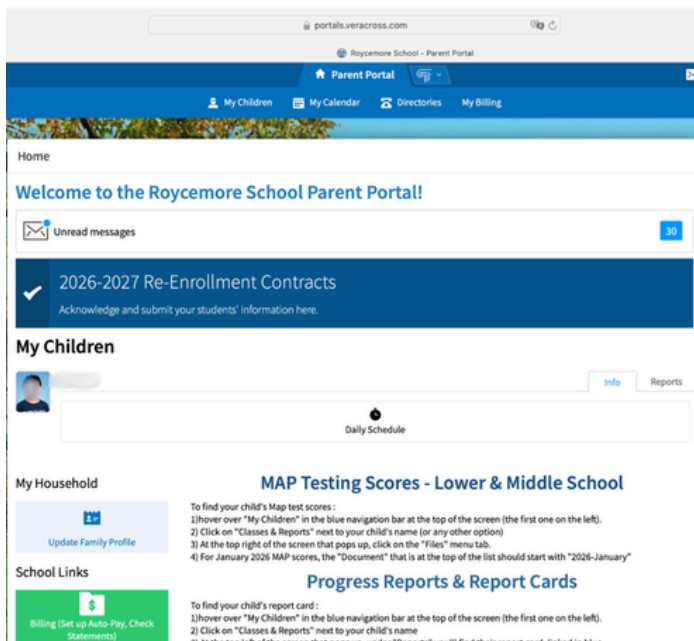 portals.veracross.com
Roycemore School - Parent Portal
Parent Portal
My Children
My Calendar
Directories
My Billing
Home
Welcome to the Roycemore School Parent Portal!
Unread messages
30
2026-2027 Re-Enrollment Contracts
Acknowledge and submit your students' information here.
My Children
Info
Reports
Daily Schedule
My Household
Update Family Profile
School Links
Billing (Set up Auto-Pay, Check
Statements)
MAP Testing Scores - Lower & Middle School
To find your child's Map test scores :
1)hover over "My Children" in the blue navigation bar at the top of the screen (the first one on the left).
2) Click on "Classes & Reports" next to your child's name (or any other option)
3) At the top right of the screen that pops up, click on the "Files" menu tab.
4) For January 2026 MAP scores, the "Document" that is at the top of the list should start with "2026-January"
Progress Reports & Report Cards
To find your child's report card :
1)hover over "My Children" in the blue navigation bar at the top of the screen (the first one on the left).
2) Click on "Classes & Reports" next to your child's name